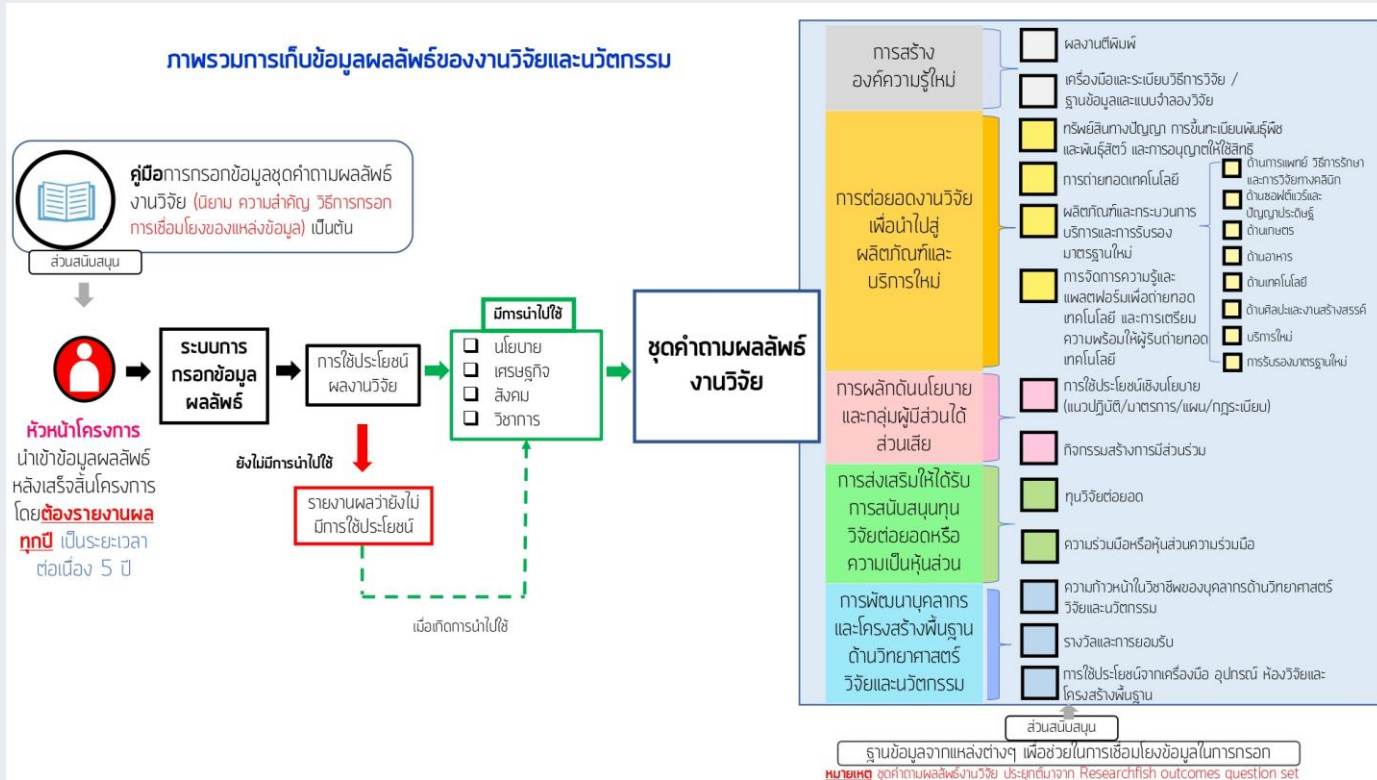 ภาพรวมการเก็บข้อมูลผลลัพธ์ของงานวิจัยและนวัตกรรม
คู่มือการกรอกข้อมูลชุดคำถามผลลัพธ์
งานวิจัย (นิยาม ความสำคัญ วิธีการกรอก
การเชื่อมโยงของแหล่งข้อมูล) เป็นต้น
ส่วนสนับสนุน
หัวหน้าโครงการ
นำเข้าข้อมูลผลลัพธ์
หลังเสร็จสิ้นโครงการ
โดยต้องรายงานผล
ทุกปี เป็นระยะเวลา
ต่อเนื่อง 5 ปี
ระบบการ
กรอกข้อมูล
ผลลัพธ์
การใช้ประโยชน์
ผลงานวิจัย
ยังไม่มีการนำไปใช้
รายงานผลว่ายังไม่
มีการใช้ประโยชน์
เมื่อเกิดการนำไปใช้
มีการนำไปใช้
นโยบาย
เศรษฐกิจ
สังคม
วิชาการ
ชุดคำถามผลลัพธ์
งานวิจัย
การสร้าง
องค์ความรู้ใหม่
ผลงานตีพิมพ์
เครื่องมือและระเบียบวิธีการวิจัย /
ฐานข้อมูลและแบบจำลองวิจัย
การต่อยอดงานวิจัย
เพื่อนำไปสู่
ผลิตภัณฑ์และ
บริการใหม่
ทรัพย์สินทางปัญญา การขึ้นทะเบียนพันธุ์พืช
และพันธุ์สัตว์ และการอนุญาตให้ใช้สิทธิ
การถ่ายทอดเทคโนโลยี
ผลิตภัณฑ์และกระบวนการ
บริการและการรับรอง
มาตรฐานใหม่
การจัดการความรู้และ
แพลตฟอร์มเพื่อถ่ายทอด
เทคโนโลยี และการเตรียม
ความพร้อมให้ผู้รับถ่ายทอด
เทคโนโลยี
ด้านการแพทย์ วิธีการรักษา
และการวิจัยทางคลินิก
ด้านซอฟต์แวร์และ
ปัญญาประดิษฐ์
ด้านเกษตร
ด้านอาหาร
ด้านเทคโนโลยี
ด้านศิลปะและงานสร้างสรรค์
บริการใหม่
การรับรองมาตรฐานใหม่
การผลักดันนโยบาย
และกลุ่มผู้มีส่วนได้
ส่วนเสีย
การใช้ประโยชน์เชิงนโยบาย
(แนวปฏิบัติ/มาตรการ/แผน/กฎระเบียบ)
กิจกรรมสร้างการมีส่วนร่วม
การส่งเสริมให้ได้รับ
การสนับสนุนทุน
วิจัยต่อยอดหรือ
ความเป็นหุ้นส่วน
ทุนวิจัยต่อยอด
ความร่วมมือหรือหุ้นส่วนความร่วมมือ
การพัฒนาบุคลากร
และโครงสร้างพื้นฐาน
ด้านวิทยาศาสตร์
วิจัยและนวัตกรรม
ความก้าวหน้าในวิชาชีพของบุคลากรด้านวิทยาศาสตร์
วิจัยและนวัตกรรม
รางวัลและการยอมรับ
การใช้ประโยชน์จากเครื่องมือ อุปกรณ์ ห้องวิจัยและ
โครงสร้างพื้นฐาน
ส่วนสนับสนุน
ฐานข้อมูลจากแหล่งต่างๆ เพื่อช่วยในการเชื่อมโยงข้อมูลในการกรอก
หมายเหตุ ชุดคำถามผลลัพธ์งานวิจัย ประยุกต์มาจาก Researchfish outcomes question set